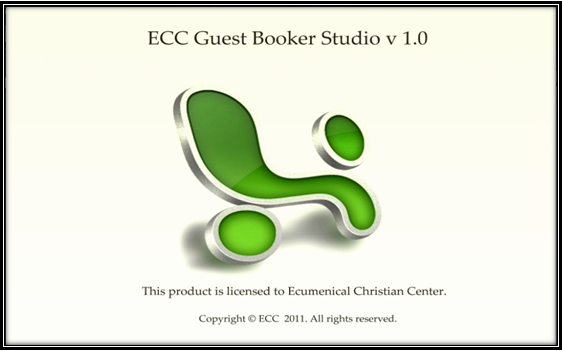 ECC Guest Booker Studio v 1.0
This product is licensed to Ecumenical Christian Center.
Copyright © ECC 2011. All rights reserved.